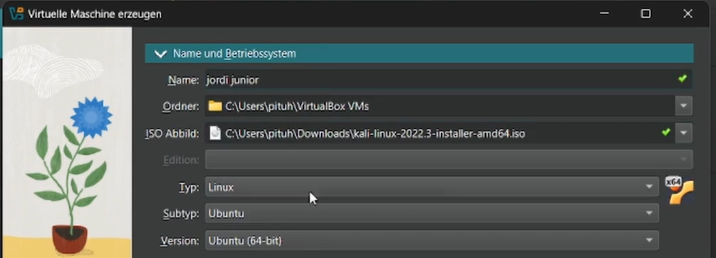 Virtuelle Maschine erzeugen
Name und Betriebssystem
Name: jordi junior
Ordner: C:\Users\pituh\VirtualBox VMs
ISO Abbild: C:\Users\pituh\Downloads\kali-linux-2022.3-installer-amd64.iso
Edition:
Typ: Linux
x64
Subtyp: Ubuntu
Version: Ubuntu (64-bit)